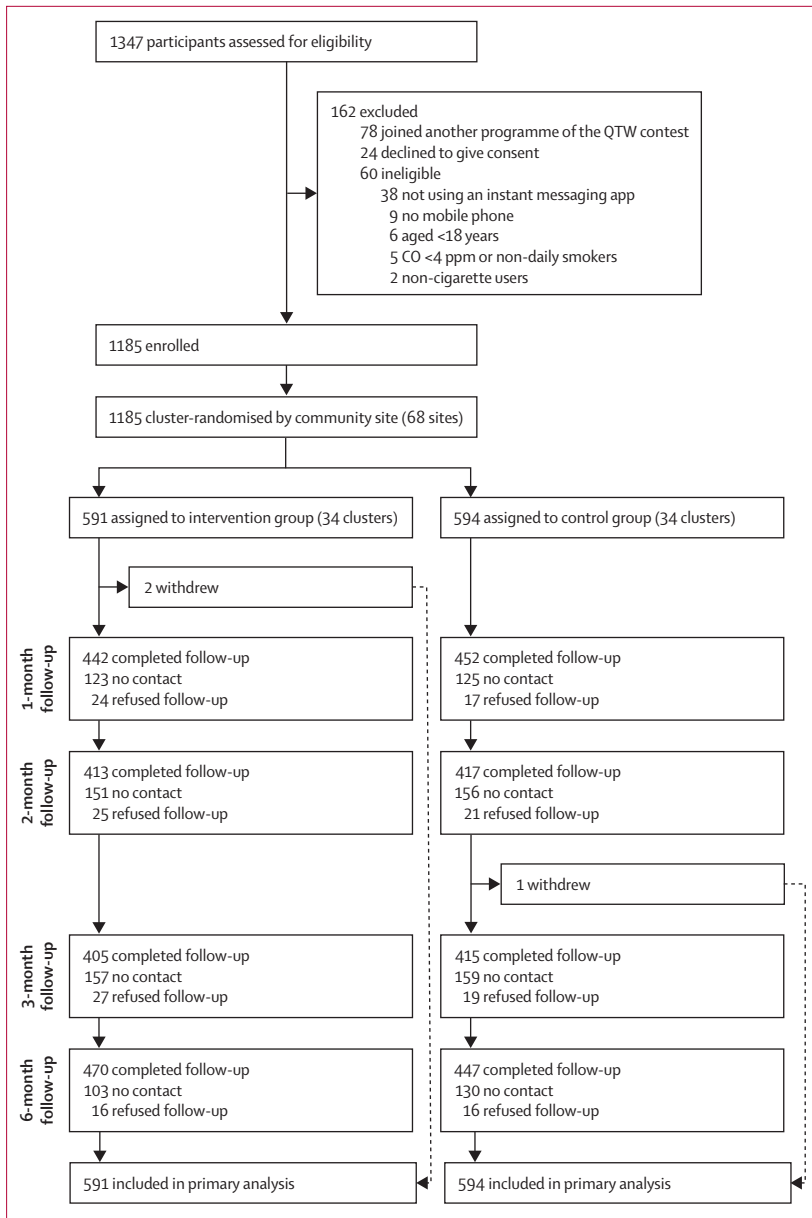 1347 participants assessed for eligibility
162 excluded
78 joined another programme of the QTW contest
24 declined to give consent
60 ineligible
38 not using an instant messaging app
9 no mobile phone
6 aged <18 years
5 CO <4 ppm or non-daily smokers
2 non-cigarette users
1185 enrolled
1185 cluster-randomised by community site (68 sites)
591 assigned to intervention group (34 clusters)
594 assigned to control group (34 clusters)
2 withdrew
1-month
follow-up
442 completed follow-up
123 no contact
24 refused follow-up
452 completed follow-up
125 no contact
17 refused follow-up
2-month
follow-up
413 completed follow-up
151 no contact
25 refused follow-up
417 completed follow-up
156 no contact
21 refused follow-up
1 withdrew
3-month
follow-up
405 completed follow-up
157 no contact
27 refused follow-up
415 completed follow-up
159 no contact
19 refused follow-up
6-month
follow-up
470 completed follow-up
103 no contact
16 refused follow-up
447 completed follow-up
130 no contact
16 refused follow-up
591 included in primary analysis
594 included in primary analysis